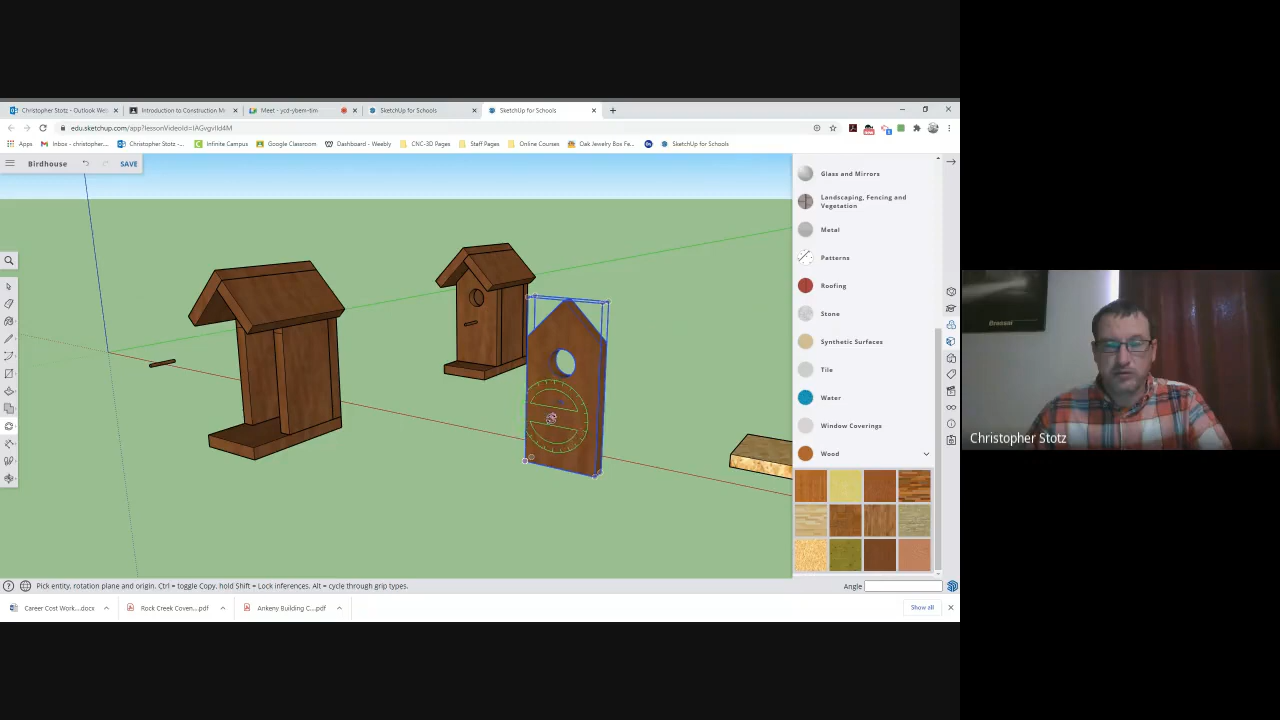 Christopher Stotz - Outlook We
Introduction to Construction M
Meet - ycd-ybem-tim
SketchUp for Schools
SketchUp for Schools
edu.sketchup.com/app?lessonVideoId=
Apps
Inbox - christopher....
Christopher Stotz -...
Infinite Campus
Google Classroom
Dashboard - Weebly
CNC-3D Pages
Staff Pages
Online Courses
Oak Jewelry Box Fe...
SketchUp for Schools
Birdhouse
SAVE
Glass and Mirrors
Landscaping, Fencing and
Vegetation
Metal
Patterns
Roofing
Stone
Synthetic Surfaces
Tile
Water
Window Coverings
Wood
Christopher Stotz
Pick entity, rotation plane and origin. Ctrl = toggle Copy. hold Shift = Lock inferences. Alt = cycle through grip types.
Angle
Career Cost Work....docx
Rock Creek Coven....pdf
Ankeny Building C....pdf
Show all